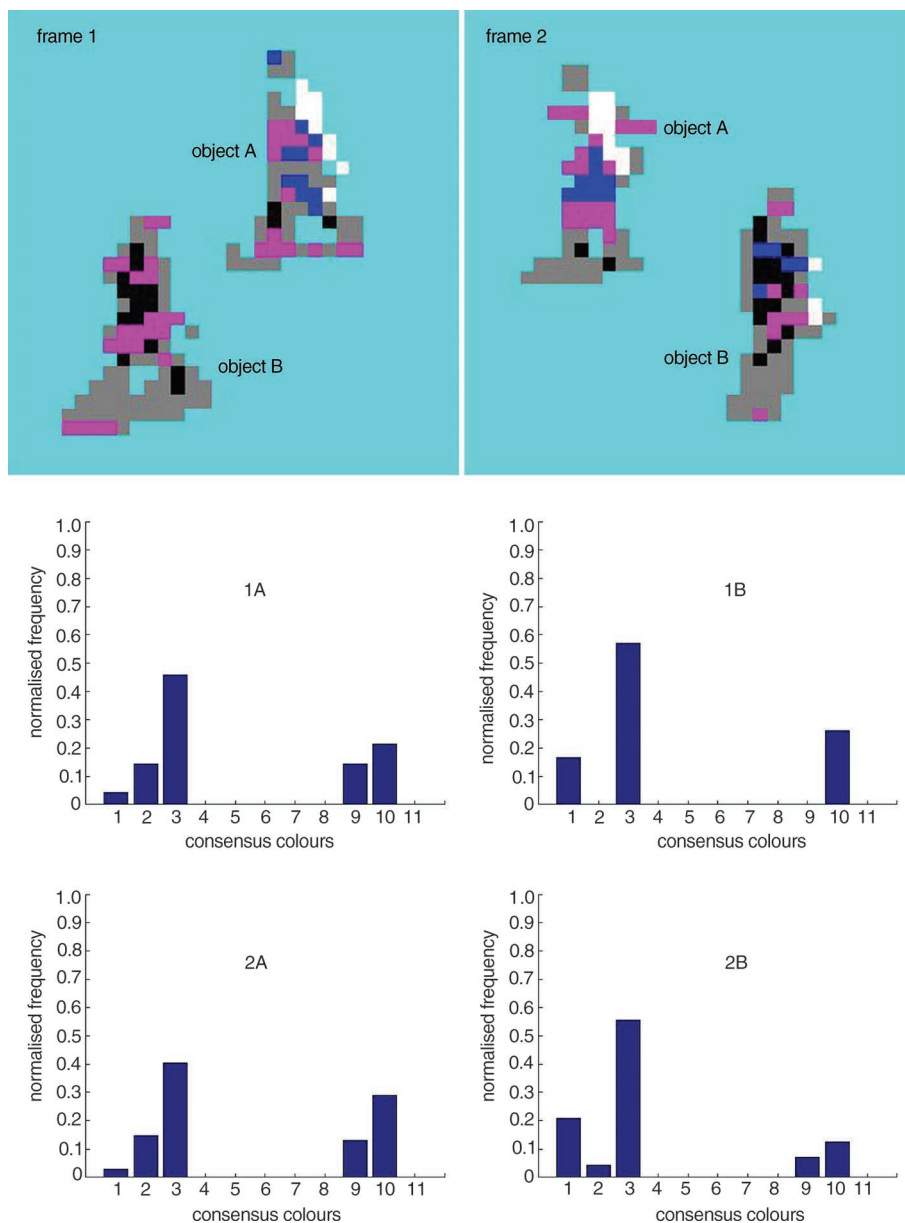 frame 1
object A
object B
frame 2
object A
object B
1.0
0.9
0.8
0.7
0.6
0.5
0.4
0.3
0.2
0.1
0
normalised frequency
1A
1 2 3 4 5 6 7 8 9 10 11
consensus colours
1.0
0.9
0.8
0.7
0.6
0.5
0.4
0.3
0.2
0.1
0
normalised frequency
1B
1 2 3 4 5 6 7 8 9 10 11
consensus colours
1.0
0.9
0.8
0.7
0.6
0.5
0.4
0.3
0.2
0.1
0
normalised frequency
2A
1 2 3 4 5 6 7 8 9 10 11
consensus colours
1.0
0.9
0.8
0.7
0.6
0.5
0.4
0.3
0.2
0.1
0
normalised frequency
2B
1 2 3 4 5 6 7 8 9 10 11
consensus colours